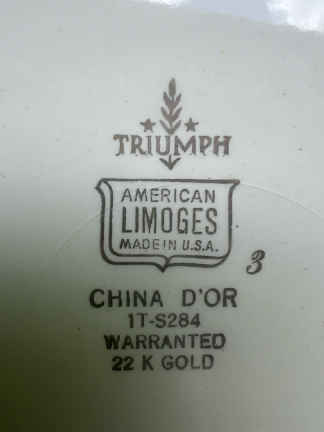 TRIUMPH
AMERICAN
LIMOGES
MADE IN U.S.A.
3
CHINA D'OR
1T-S284
WARRANTED
22 K GOLD